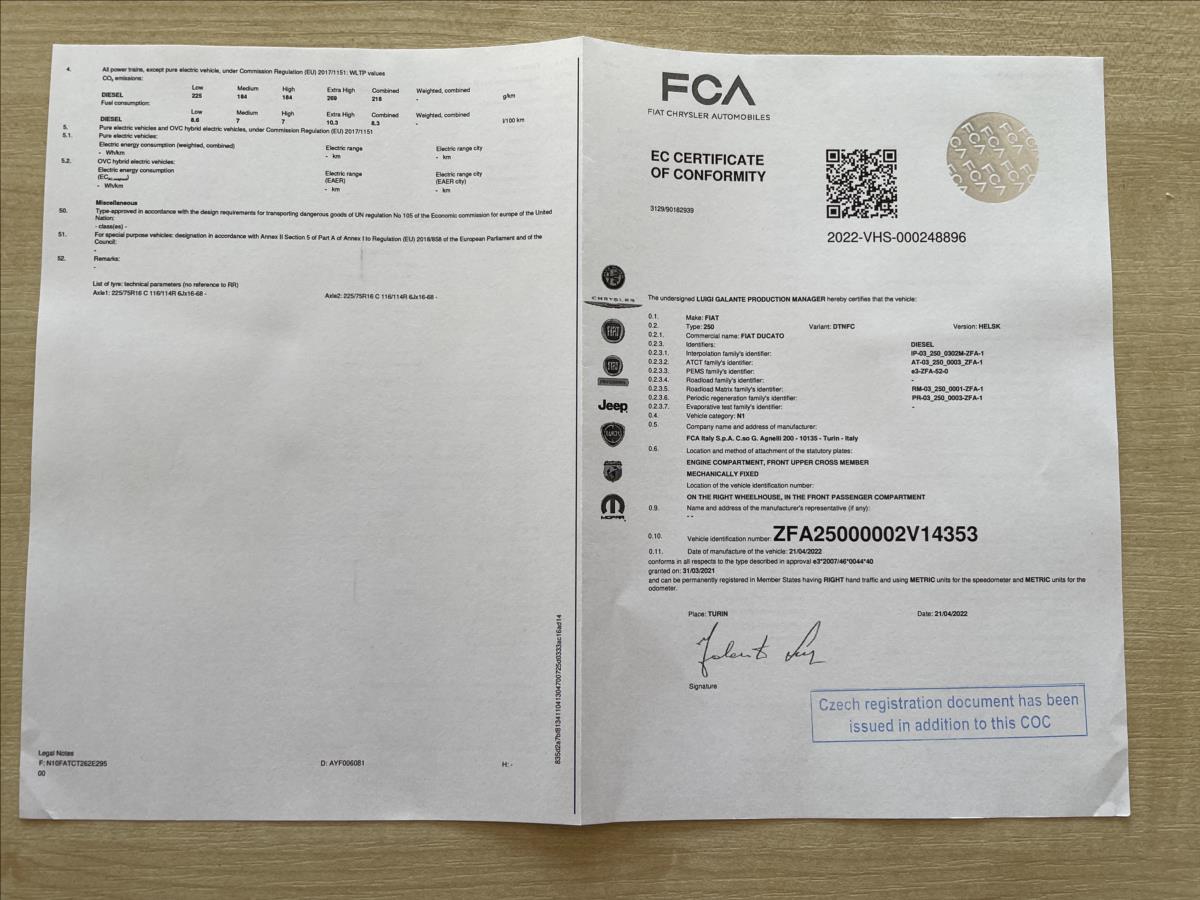 4. All power trains, except pure electric vehicle, under Commission Regulation (EU) 2017/1151: WLTP values
CO2 emissions:
Low Medium High Extra High Combined Weighted, combined
DIESEL 225 184 184 269 218 - g/km
Fuel consumption:
Low Medium High Extra High Combined Weighted, combined
DIESEL 8.6 7 7 10.3 8.3 - l/100 km
5. Pure electric vehicles and OVC hybrid electric vehicles, under Commission Regulation (EU) 2017/1151
5.1. Pure electric vehicles:
Electric energy consumption (weighted, combined) Electric range Electric range city
- Wh/km - km - km
5.2. OVC hybrid electric vehicles:
Electric energy consumption Electric range Electric range city
(EC (EAER) (EAER city)
- Wh/km - km - km
Miscellaneous
50. Type-approved in accordance with the design requirements for transporting dangerous goods of UN regulation No 105 of the Economic commission for europe of the United
Nation:
- class(es) -
51. For special purpose vehicles: designation in accordance with Annex II Section 5 of Part A of Annex I to Regulation (EU) 2018/858 of the European Parliament and of the
Council:
-
52. Remarks:
-
List of tyre: technical parameters (no reference to RR)
Axle1: 225/75R16 C 116/114R 6Jx16-68 - Axle2: 225/75R16 C 116/114R 6Jx16-68 -
Legal Notes
F: N10FATCT262E295 D: AYF006081 H: -
00
FCA
FIAT CHRYSLER AUTOMOBILES
EC CERTIFICATE
OF CONFORMITY
3129/90182939
2022-VHS-000248896
FCA
CHRYSLER
FIAT
Jeep
MOPAR
The undersigned LUIGI GALANTE PRODUCTION MANAGER hereby certifies that the vehicle:
0.1. Make: FIAT
0.2. Type: 250 Variant: DTNFC Version: HELSK
0.2.1. Commercial name: FIAT DUCATO
0.2.3. Identifiers: DIESEL
0.2.3.1. Interpolation family's identifier: IP-03_250_0302M-ZFA-1
0.2.3.2. ATCT family's identifier: AT-03_250_0003_ZFA-1
0.2.3.3. PEMS family's identifier: e3-ZFA-52-0
0.2.3.4. Roadload family's identifier: -
0.2.3.5. Roadload Matrix family's identifier: RM-03_250_0001-ZFA-1
0.2.3.6. Periodic regeneration family's identifier: PR-03_250_0003-ZFA-1
0.2.3.7. Evaporative test family's identifier: -
0.4. Vehicle category: N1
0.5. Company name and address of manufacturer:
FCA Italy S.p.A. C.so G. Agnelli 200 - 10135 - Turin - Italy
0.6. Location and method of attachment of the statutory plates:
ENGINE COMPARTMENT, FRONT UPPER CROSS MEMBER
MECHANICALLY FIXED
Location of the vehicle identification number:
ON THE RIGHT WHEELHOUSE, IN THE FRONT PASSENGER COMPARTMENT
0.9. Name and address of the manufacturer's representative (if any):
- -
0.10. Vehicle identification number: ZFA25000002V14353
0.11. Date of manufacture of the vehicle: 21/04/2022
conforms in all respects to the type described in approval e3*2007/46*0044*40
granted on: 31/03/2021
and can be permanently registered in Member States having RIGHT hand traffic and using METRIC units for the speedometer and METRIC units for the
odometer.
Place: TURIN Date: 21/04/2022
Signature
Czech registration document has been
issued in addition to this COC